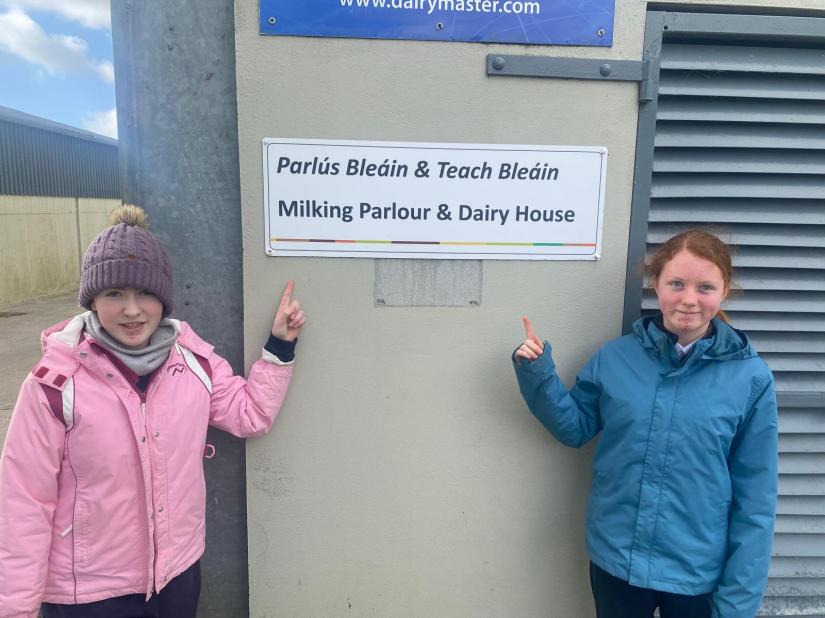 www.dairymaster.com
Parlús Bleáin & Teach Bleáin
Milking Parlour & Dairy House